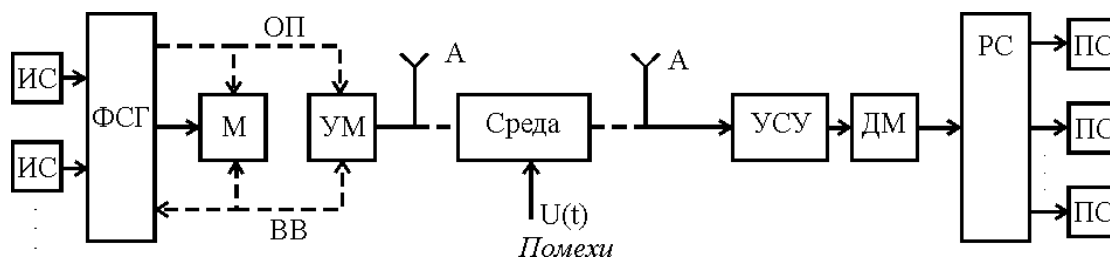 ИС
ИС
ФСГ
ОП
М
УМ
ВВ
А
Среда
U(t)
Помехи
А
УСУ
ДМ
РС
ПС
ПС
ПС